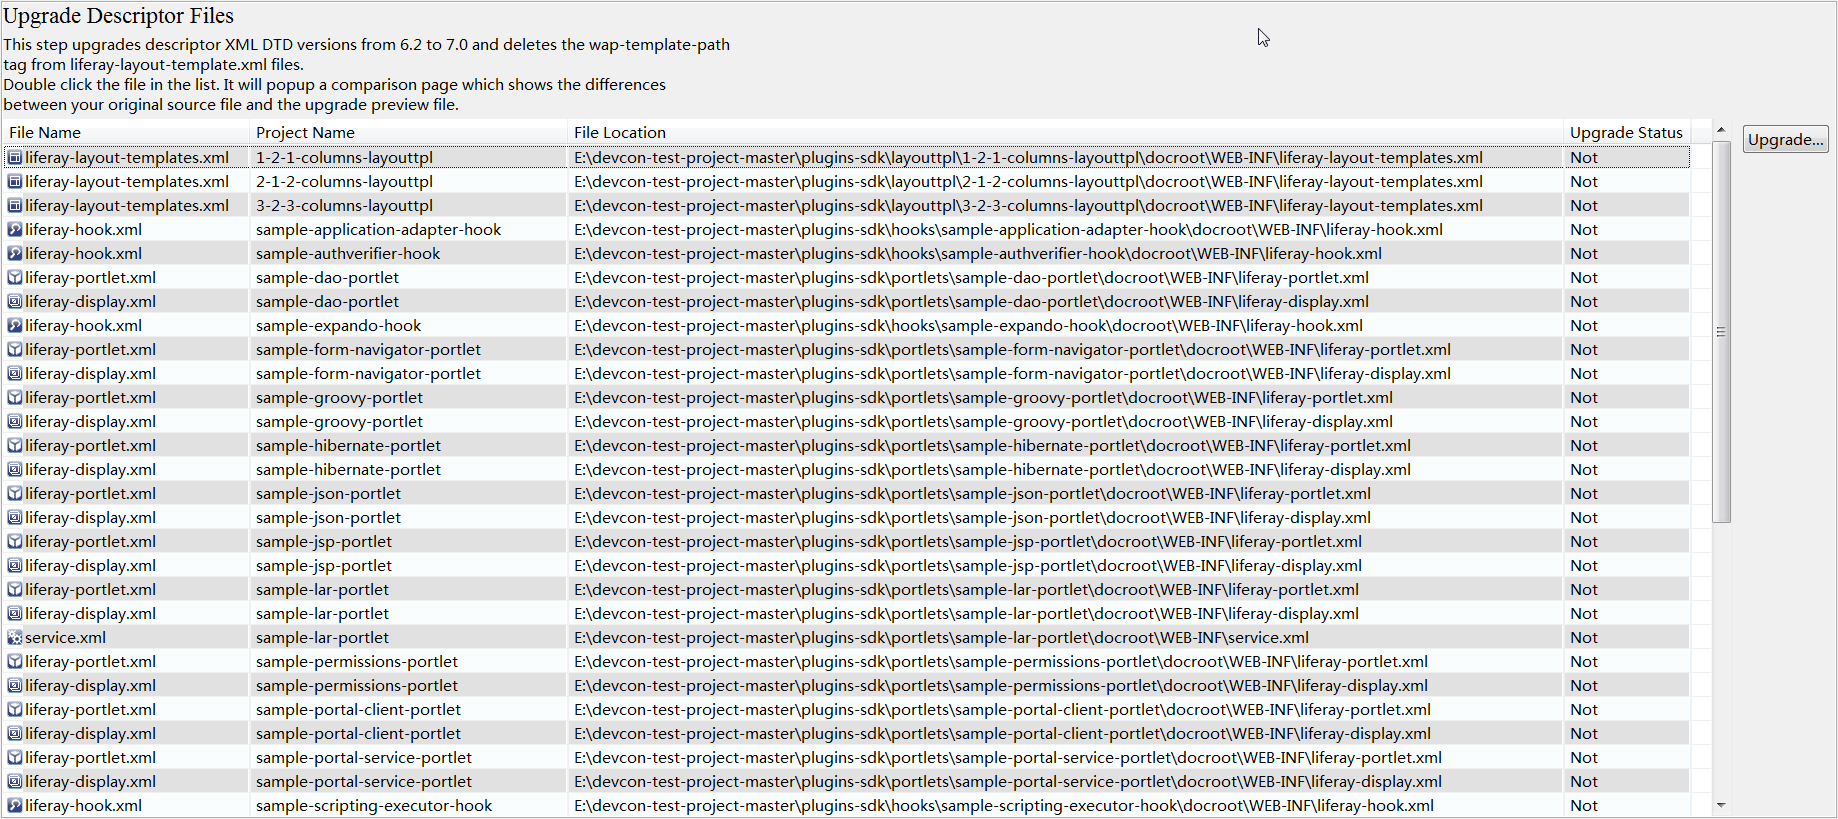 Upgrade Descriptor Files
This step upgrades descriptor XML DTD versions from 6.2 to 7.0 and deletes the wap-template-path
tag from liferay-layout-template.xml files.
Double click the file in the list. It will popup a comparison page which shows the differences
between your original source file and the upgrade preview file.
File Name Project Name File Location Upgrade Status
Upgrade...
liferay-layout-templates.xml 1-2-1-columns-layouttpl E:\devcon-test-project-master\plugins-sdk\layouttpl\1-2-1-columns-layouttpl\docroot\WEB-INF\liferay-layout-templates.xml Not
liferay-layout-templates.xml 2-1-2-columns-layouttpl E:\devcon-test-project-master\plugins-sdk\layouttpl\2-1-2-columns-layouttpl\docroot\WEB-INF\liferay-layout-templates.xml Not
liferay-layout-templates.xml 3-2-3-columns-layouttpl E:\devcon-test-project-master\plugins-sdk\layouttpl\3-2-3-columns-layouttpl\docroot\WEB-INF\liferay-layout-templates.xml Not
liferay-hook.xml sample-application-adapter-hook E:\devcon-test-project-master\plugins-sdk\hooks\sample-application-adapter-hook\docroot\WEB-INF\liferay-hook.xml Not
liferay-hook.xml sample-authverifier-hook E:\devcon-test-project-master\plugins-sdk\hooks\sample-authverifier-hook\docroot\WEB-INF\liferay-hook.xml Not
liferay-portlet.xml sample-dao-portlet E:\devcon-test-project-master\plugins-sdk\portlets\sample-dao-portlet\docroot\WEB-INF\liferay-portlet.xml Not
liferay-display.xml sample-dao-portlet E:\devcon-test-project-master\plugins-sdk\portlets\sample-dao-portlet\docroot\WEB-INF\liferay-display.xml Not
liferay-hook.xml sample-expando-hook E:\devcon-test-project-master\plugins-sdk\hooks\sample-expando-hook\docroot\WEB-INF\liferay-hook.xml Not
liferay-portlet.xml sample-form-navigator-portlet E:\devcon-test-project-master\plugins-sdk\portlets\sample-form-navigator-portlet\docroot\WEB-INF\liferay-portlet.xml Not
liferay-display.xml sample-form-navigator-portlet E:\devcon-test-project-master\plugins-sdk\portlets\sample-form-navigator-portlet\docroot\WEB-INF\liferay-display.xml Not
liferay-portlet.xml sample-groovy-portlet E:\devcon-test-project-master\plugins-sdk\portlets\sample-groovy-portlet\docroot\WEB-INF\liferay-portlet.xml Not
liferay-display.xml sample-groovy-portlet E:\devcon-test-project-master\plugins-sdk\portlets\sample-groovy-portlet\docroot\WEB-INF\liferay-display.xml Not
liferay-portlet.xml sample-hibernate-portlet E:\devcon-test-project-master\plugins-sdk\portlets\sample-hibernate-portlet\docroot\WEB-INF\liferay-portlet.xml Not
liferay-display.xml sample-hibernate-portlet E:\devcon-test-project-master\plugins-sdk\portlets\sample-hibernate-portlet\docroot\WEB-INF\liferay-display.xml Not
liferay-portlet.xml sample-json-portlet E:\devcon-test-project-master\plugins-sdk\portlets\sample-json-portlet\docroot\WEB-INF\liferay-portlet.xml Not
liferay-display.xml sample-json-portlet E:\devcon-test-project-master\plugins-sdk\portlets\sample-json-portlet\docroot\WEB-INF\liferay-display.xml Not
liferay-portlet.xml sample-jsp-portlet E:\devcon-test-project-master\plugins-sdk\portlets\sample-jsp-portlet\docroot\WEB-INF\liferay-portlet.xml Not
liferay-display.xml sample-jsp-portlet E:\devcon-test-project-master\plugins-sdk\portlets\sample-jsp-portlet\docroot\WEB-INF\liferay-display.xml Not
liferay-portlet.xml sample-lar-portlet E:\devcon-test-project-master\plugins-sdk\portlets\sample-lar-portlet\docroot\WEB-INF\liferay-portlet.xml Not
liferay-display.xml sample-lar-portlet E:\devcon-test-project-master\plugins-sdk\portlets\sample-lar-portlet\docroot\WEB-INF\liferay-display.xml Not
service.xml sample-lar-portlet E:\devcon-test-project-master\plugins-sdk\portlets\sample-lar-portlet\docroot\WEB-INF\service.xml Not
liferay-portlet.xml sample-permissions-portlet E:\devcon-test-project-master\plugins-sdk\portlets\sample-permissions-portlet\docroot\WEB-INF\liferay-portlet.xml Not
liferay-display.xml sample-permissions-portlet E:\devcon-test-project-master\plugins-sdk\portlets\sample-permissions-portlet\docroot\WEB-INF\liferay-display.xml Not
liferay-portlet.xml sample-portal-client-portlet E:\devcon-test-project-master\plugins-sdk\portlets\sample-portal-client-portlet\docroot\WEB-INF\liferay-portlet.xml Not
liferay-display.xml sample-portal-client-portlet E:\devcon-test-project-master\plugins-sdk\portlets\sample-portal-client-portlet\docroot\WEB-INF\liferay-display.xml Not
liferay-portlet.xml sample-portal-service-portlet E:\devcon-test-project-master\plugins-sdk\portlets\sample-portal-service-portlet\docroot\WEB-INF\liferay-portlet.xml Not
liferay-display.xml sample-portal-service-portlet E:\devcon-test-project-master\plugins-sdk\portlets\sample-portal-service-portlet\docroot\WEB-INF\liferay-display.xml Not
liferay-hook.xml sample-scripting-executor-hook E:\devcon-test-project-master\plugins-sdk\hooks\sample-scripting-executor-hook\docroot\WEB-INF\liferay-hook.xml Not